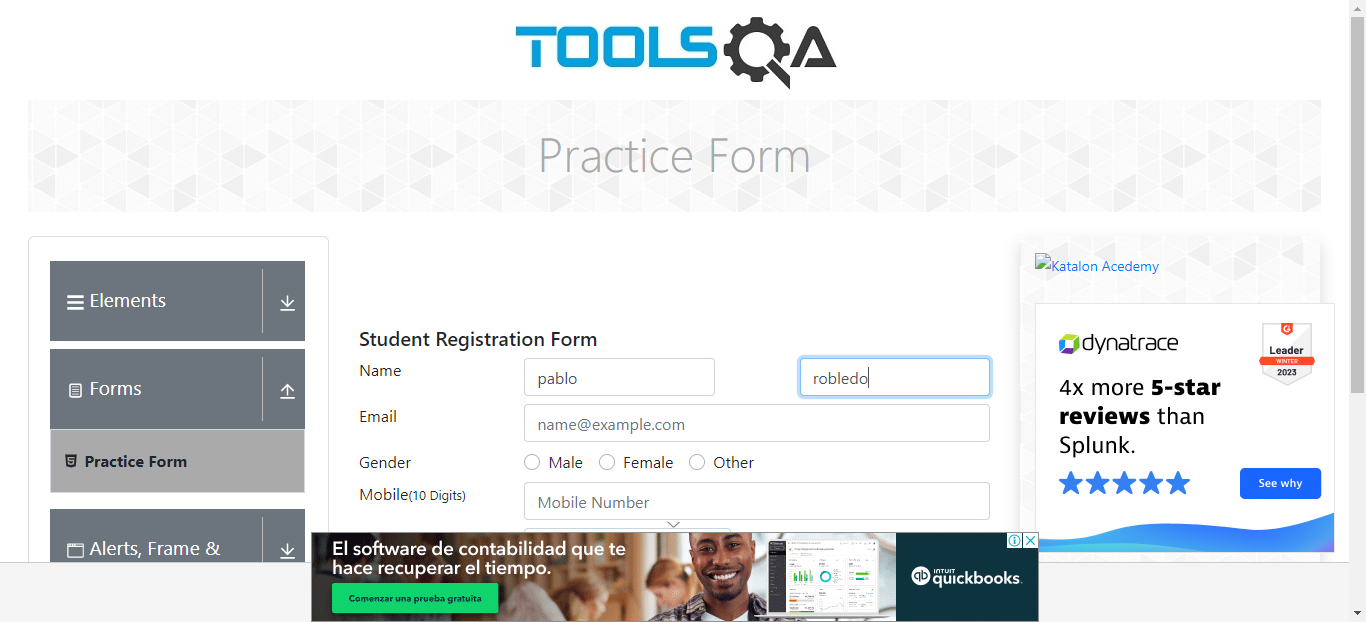 TOOLSQA
Practice Form
Elements
Forms
Practice Form
Alerts, Frame &
Student Registration Form
Name
pablo
robledo
Email
name@example.com
Gender
Male
Female
Other
Mobile(10 Digits)
Mobile Number
Katalon Acedemy
dynatrace
Leader
WINTER
2023
4x more 5-star
reviews than
Splunk.
See why
El software de contabilidad que te
hace recuperar el tiempo.
Comenzar una prueba gratuita
INTUIT
quickbooks